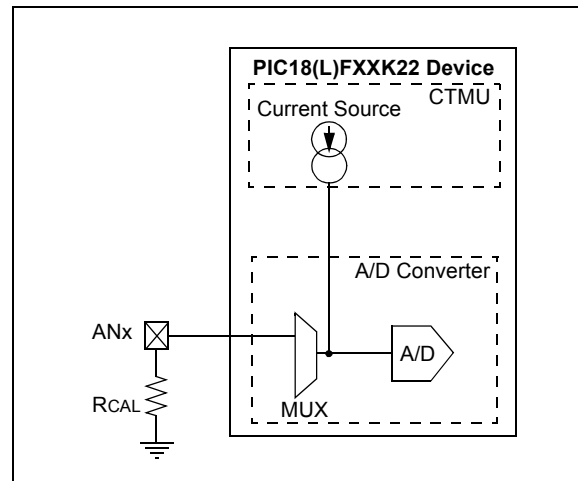 PIC18(L)FXXK22 Device
CTMU
Current Source
A/D Converter
ANx
A/D
RCAL
MUX